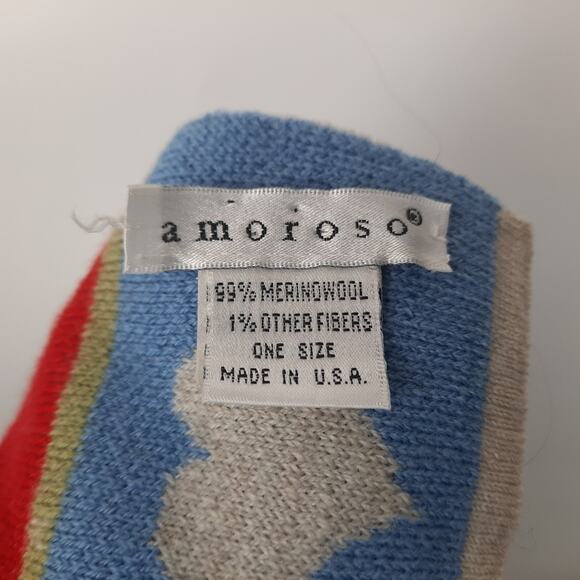 amoroso®
99% MERINOWOOL
1% OTHER FIBERS
ONE SIZE
MADE IN U.S.A.